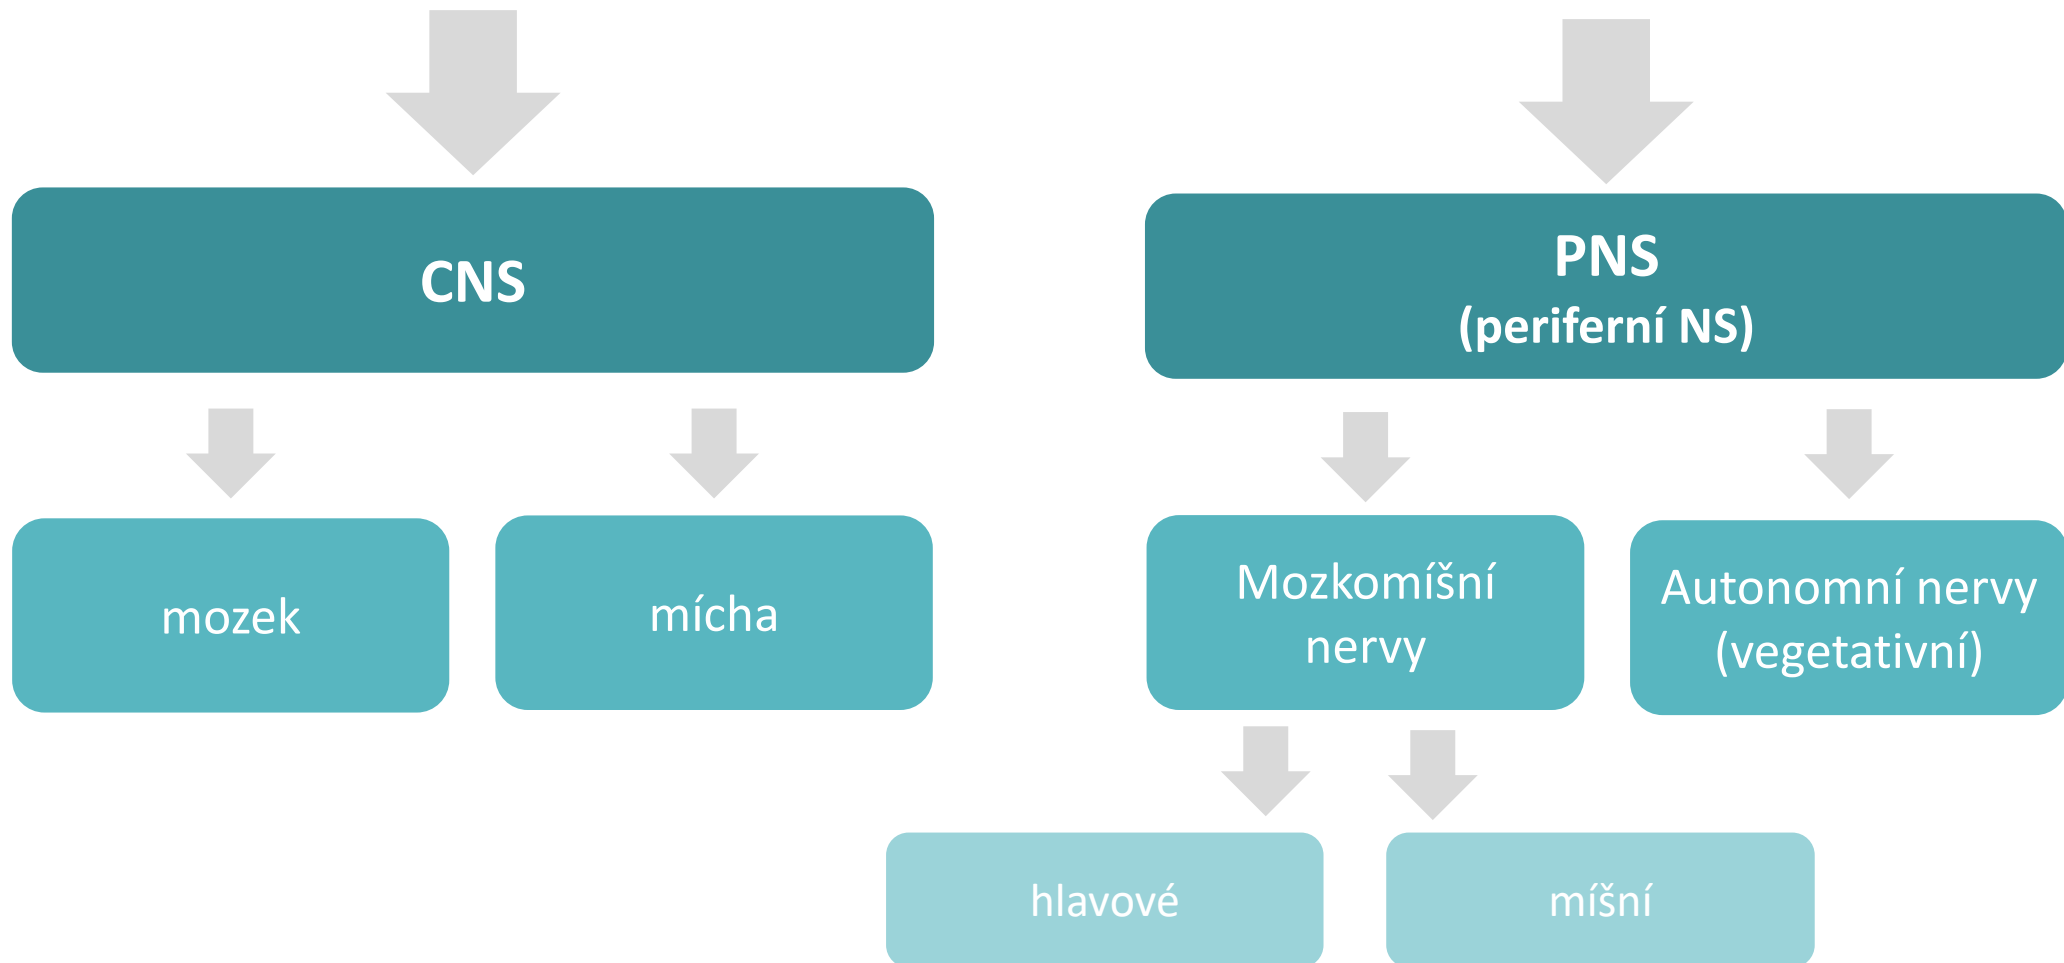 CNS
PNS
(periferní NS)
mozek
mícha
Mozkomíšní
nervy
Autonomní nervy
(vegetativní)
hlavové
míšní